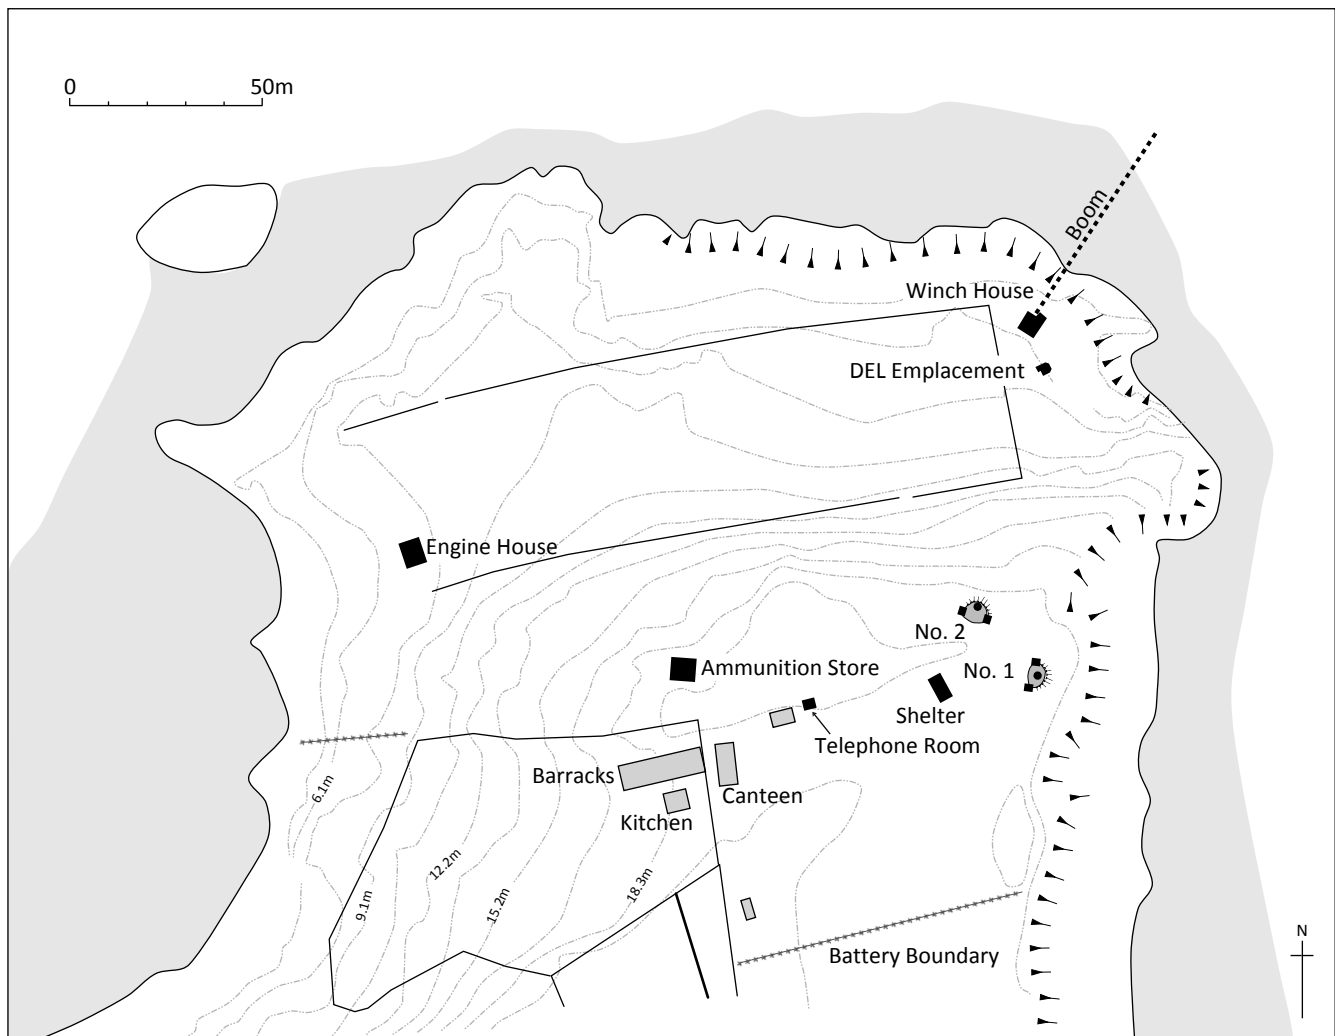 0 50m
Boom
Winch House
DEL Emplacement
Engine House
No. 2
Ammunition Store
No. 1
Shelter
Telephone Room
Barracks
Canteen
6.1m
Kitchen
12.2m
18.3m
9.1m
15.2m
N
Battery Boundary